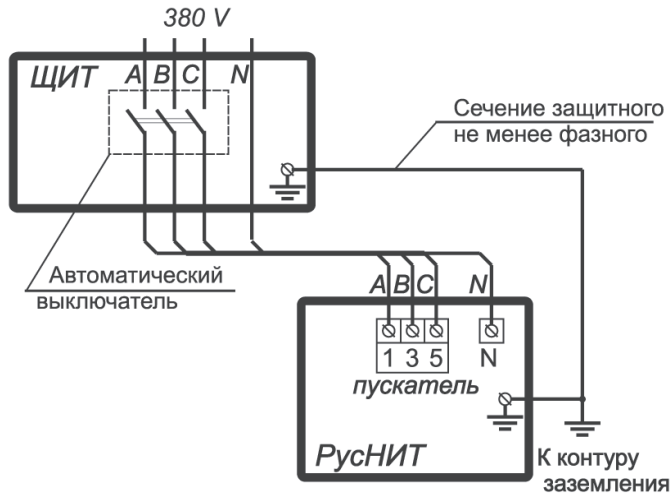 380 V
ЩИТ A B C N
Сечение защитного
не менее фазного
Автоматический
выключатель
A B C N
1 3 5 N
пускатель
РусНИТ
К контуру
заземления